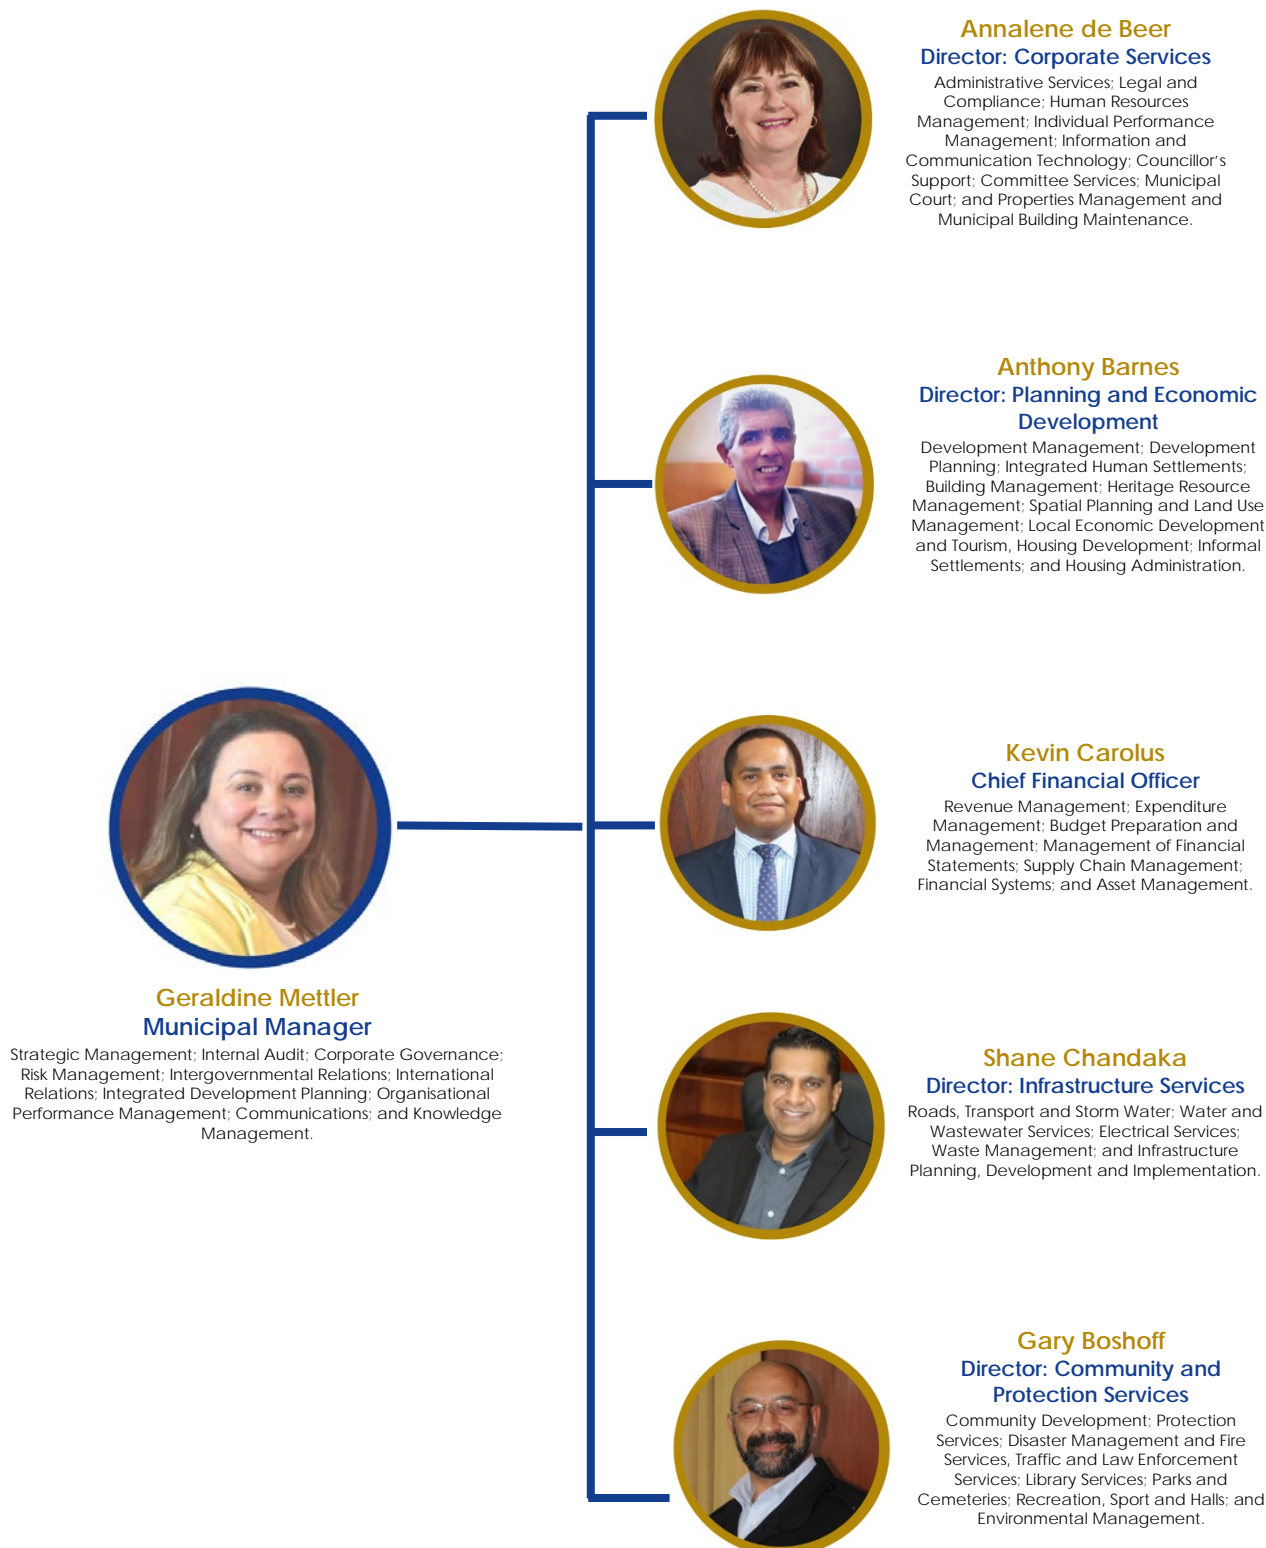 Annalene de Beer
Director: Corporate Services
Administrative Services; Legal and
Compliance; Human Resources
Management; Individual Performance
Management; Information and
Communication Technology; Councillor's
Support; Committee Services; Municipal
Court; and Properties Management and
Municipal Building Maintenance.
Anthony Barnes
Director: Planning and Economic
Development
Development Management; Development
Planning; Integrated Human Settlements;
Building Management; Heritage Resource
Management; Spatial Planning and Land Use
Management; Local Economic Development
and Tourism, Housing Development; Informal
Settlements; and Housing Administration.
Kevin Carolus
Chief Financial Officer
Revenue Management; Expenditure
Management; Budget Preparation and
Management; Management of Financial
Statements; Supply Chain Management;
Financial Systems; and Asset Management.
Geraldine Mettler
Municipal Manager
Strategic Management; Internal Audit; Corporate Governance;
Risk Management; Intergovernmental Relations; International
Relations; Integrated Development Planning; Organisational
Performance Management; Communications; and Knowledge
Management.
Shane Chandaka
Director: Infrastructure Services
Roads, Transport and Storm Water; Water and
Wastewater Services; Electrical Services;
Waste Management; and Infrastructure
Planning, Development and Implementation.
Gary Boshoff
Director: Community and
Protection Services
Community Development; Protection
Services; Disaster Management and Fire
Services, Traffic and Law Enforcement
Services; Library Services; Parks and
Cemeteries; Recreation, Sport and Halls; and
Environmental Management.